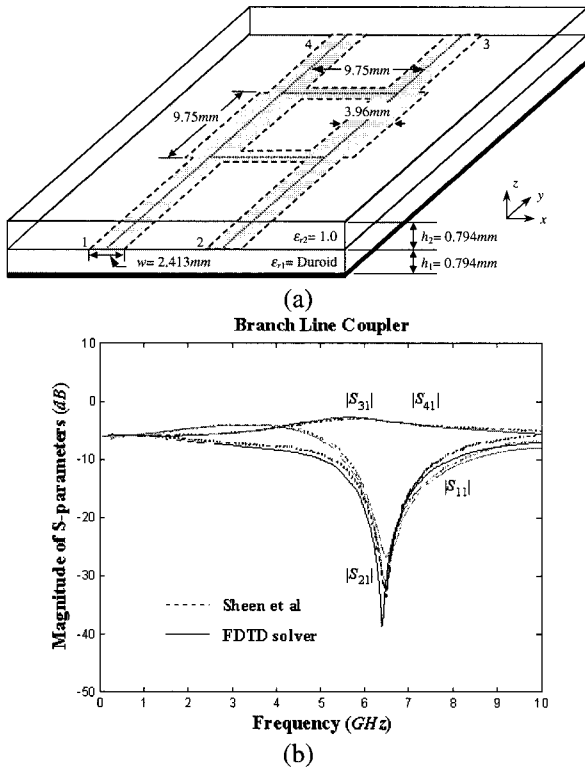 4
3
9.75mm
9.75mm
3.96mm
z
y
x
1
2
εr2= 1.0
h2= 0.794mm
w= 2.413mm
εr1= Duroid
h1= 0.794mm
(a)
Branch Line Coupler
Magnitude of S-parameters (dB)
10
0
-10
-20
-30
-40
-50
|S31|
|S41|
|S11|
|S21|
Sheen et al
FDTD solver
0 1 2 3 4 5 6 7 8 9 10
Frequency (GHz)
(b)